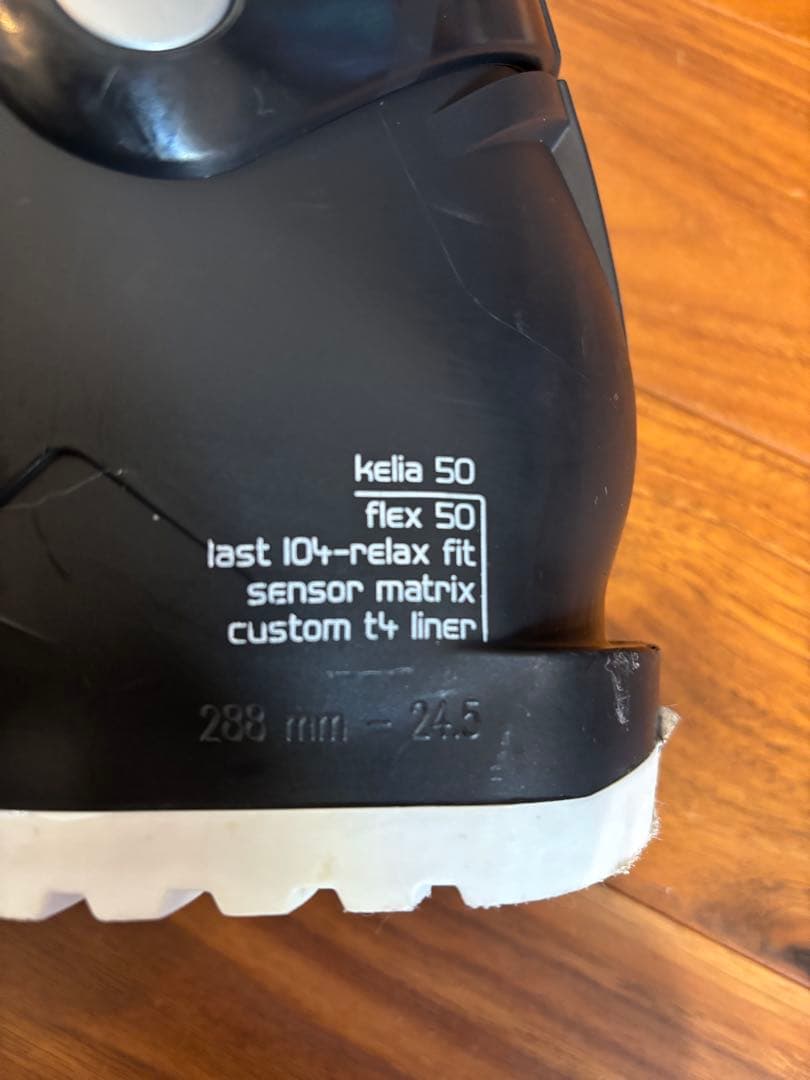 kelia 50
flex 50
last 104-relax fit
sensor matrix
custom t4 liner
288 mm - 24.5